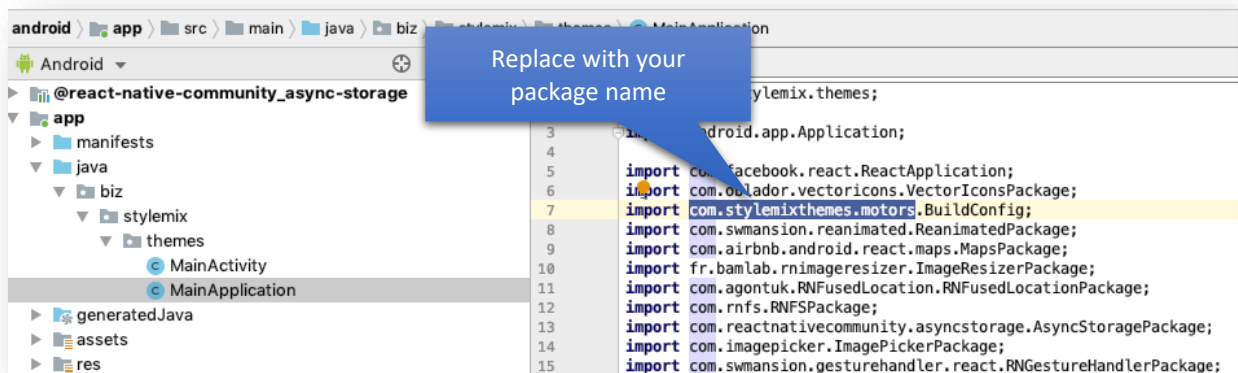 android app src main java biz stylemix themes MainApplication
Android
Replace with your
package name
@react-native-community_async-storage
app
manifests
java
biz
stylemix
themes
MainActivity
MainApplication
generatedJava
assets
res
ylemix.themes;
3 droid.app.Application;
4
5 import com.facebook.react.ReactApplication;
6 import com.oblador.vectoricons.VectorIconsPackage;
7 import com.stylemixthemes.motors.BuildConfig;
8 import com.swmansion.reanimated.ReanimatedPackage;
9 import com.airbnb.android.react.maps.MapsPackage;
10 import fr.bamlab.rnimageresizer.ImageResizerPackage;
11 import com.agontuk.RNFusedLocation.RNFusedLocationPackage;
12 import com.rnfs.RNFSPackage;
13 import com.reactnativecommunity.asyncstorage.AsyncStoragePackage;
14 import com.imagepicker.ImagePickerPackage;
15 import com.swmansion.gesturehandler.react.RNGestureHandlerPackage;